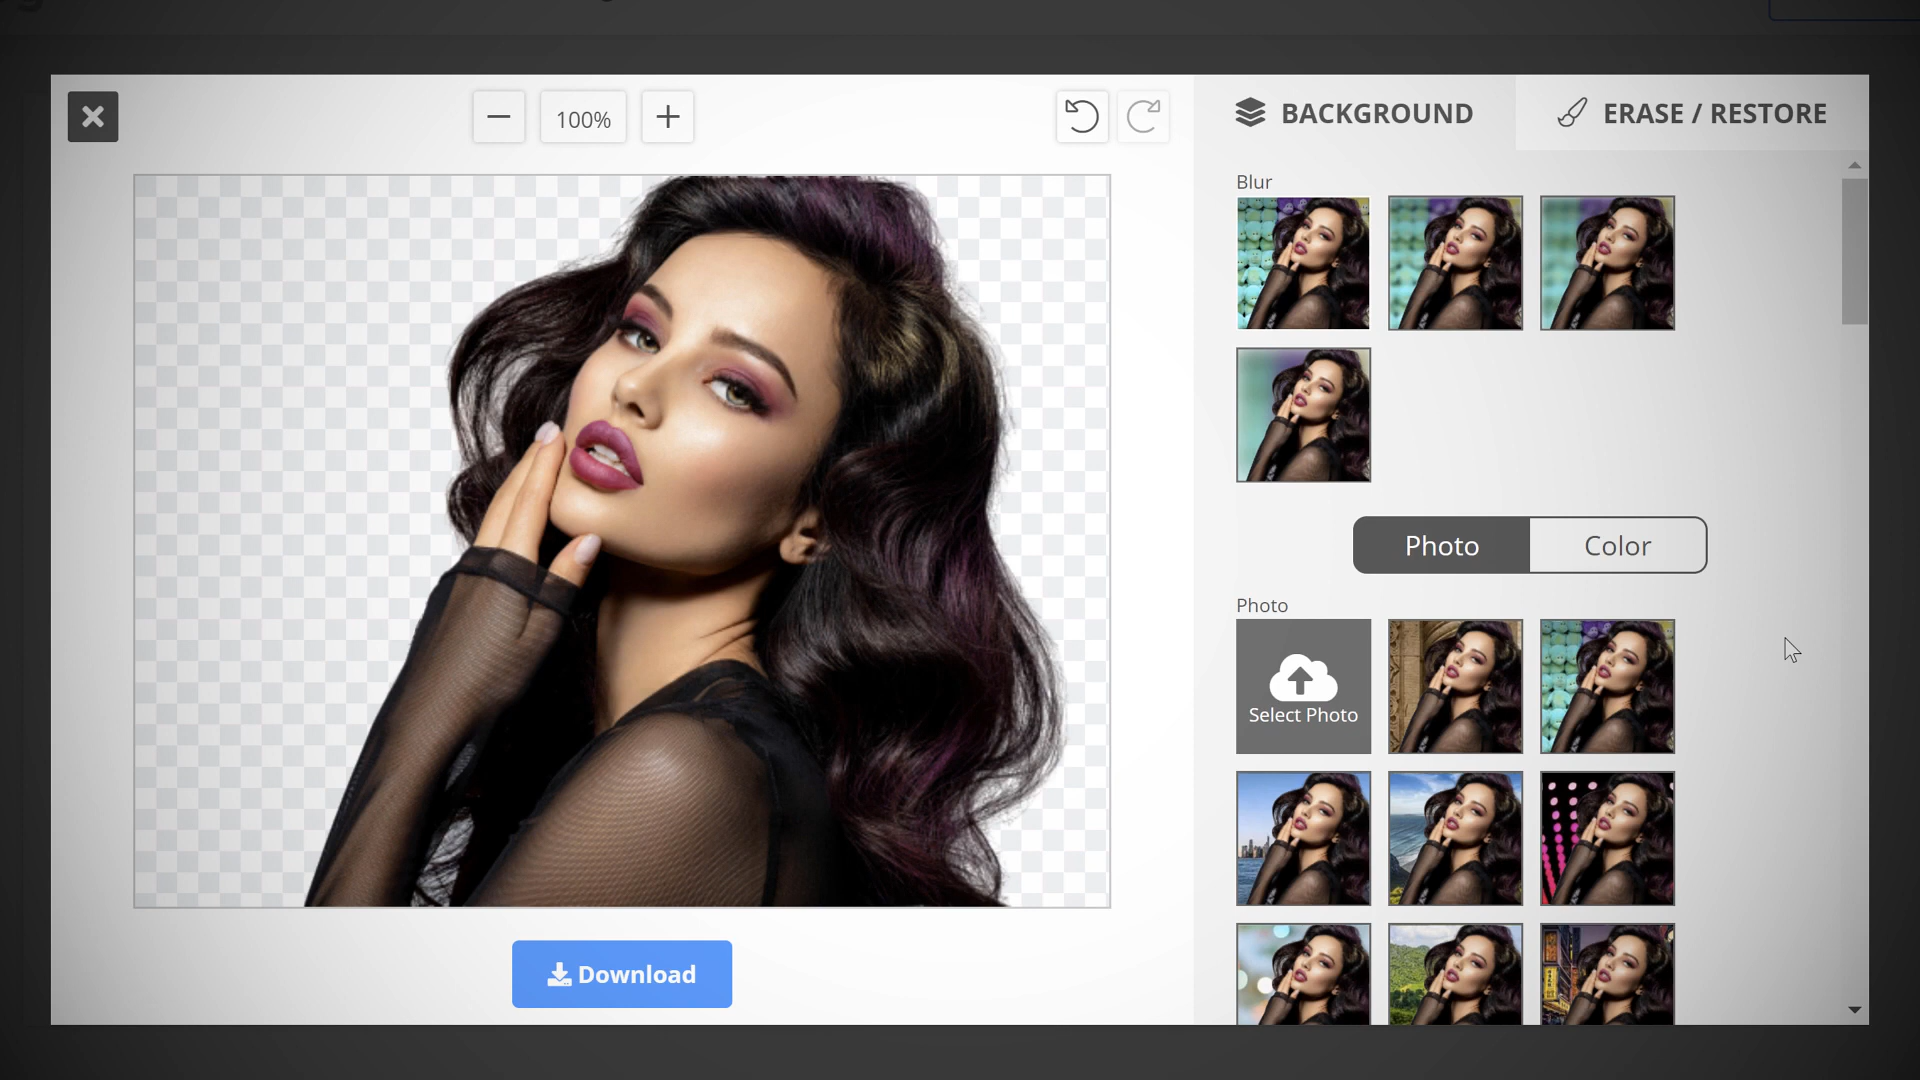 100%
BACKGROUND
ERASE / RESTORE
Blur
Photo
Color
Photo
Select Photo
Download